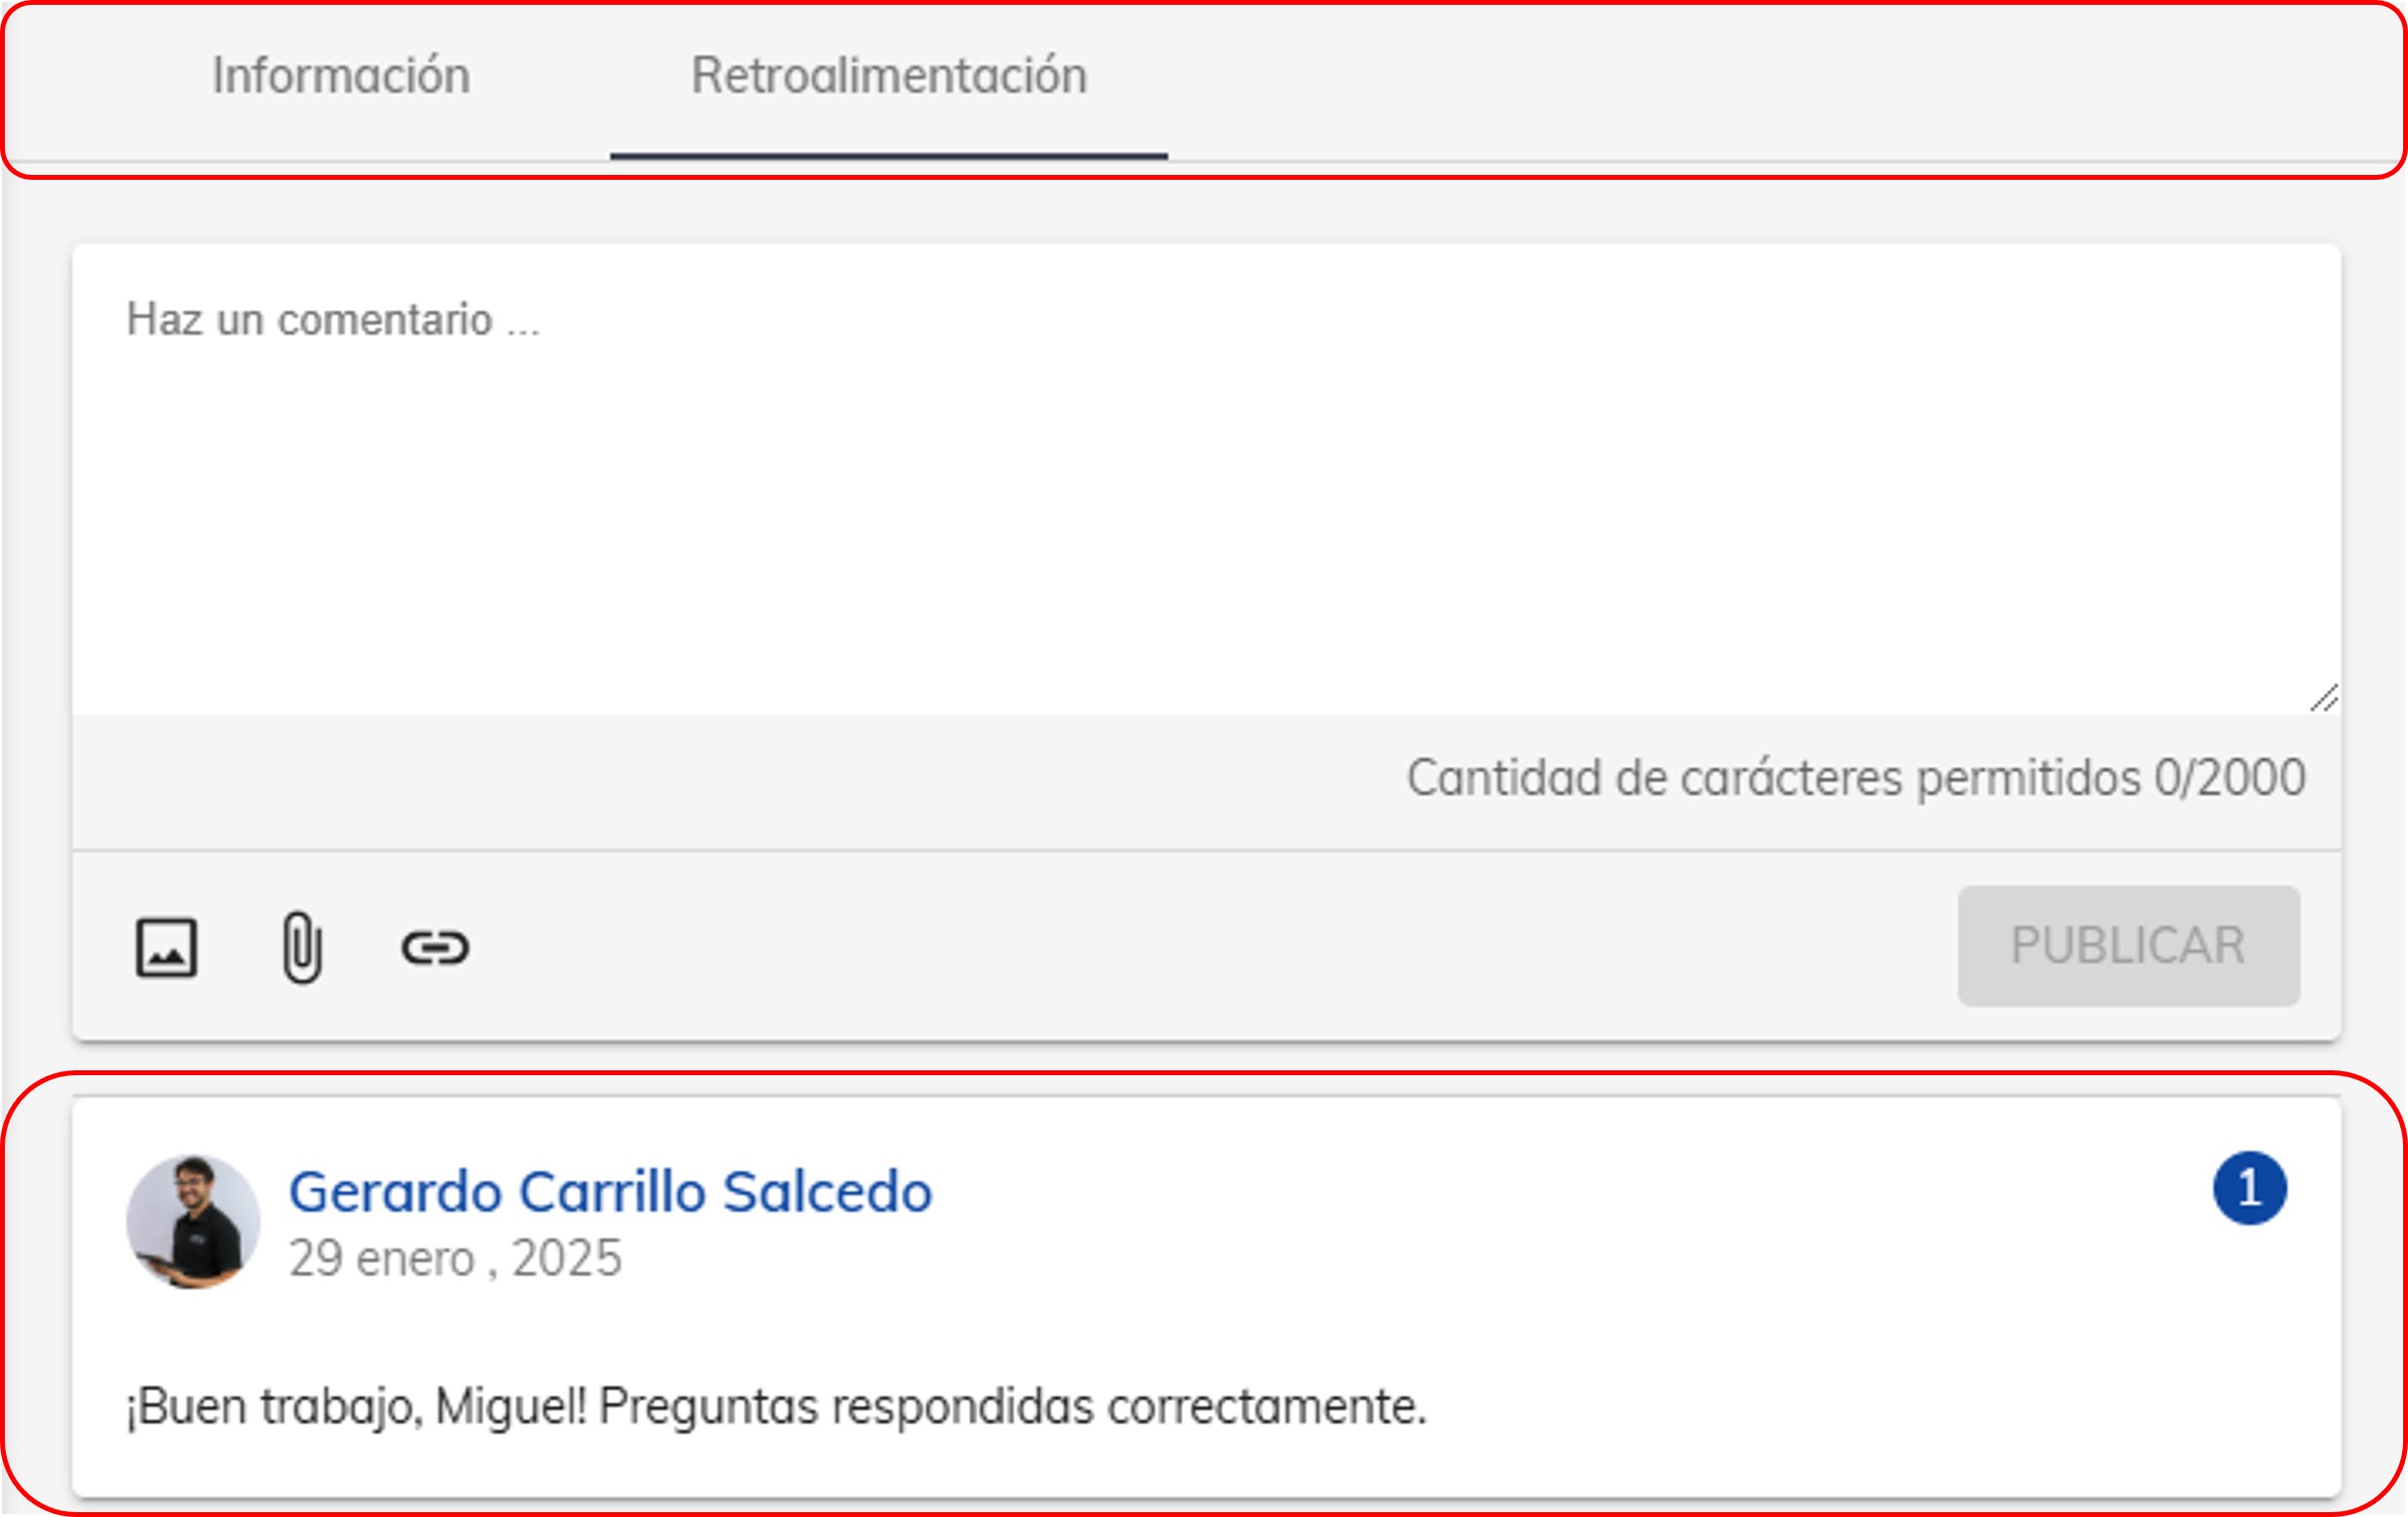 Información
Retroalimentación
Haz un comentario ...
Cantidad de carácteres permitidos 0/2000
PUBLICAR
Gerardo Carrillo Salcedo
1
29 enero , 2025
¡Buen trabajo, Miguel! Preguntas respondidas correctamente.